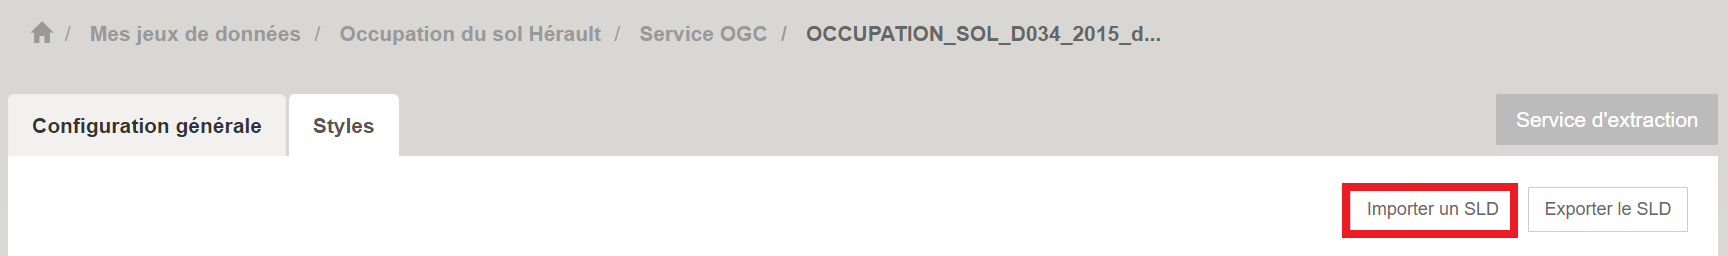 / Mes jeux de données / Occupation du sol Hérault / Service OGC / OCCUPATION_SOL_D034_2015_d...
Configuration générale Styles Service d'extraction
Importer un SLD Exporter le SLD